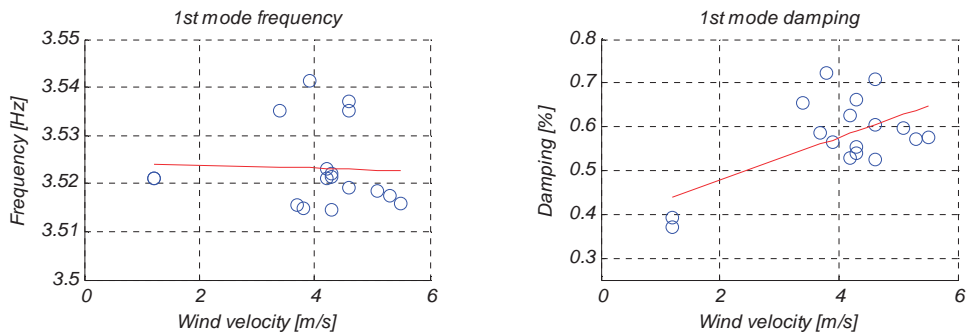 1st mode frequency
3.55
3.54
3.53
3.52
3.51
3.5
Frequency [Hz]
0 2 4 6
Wind velocity [m/s]
1st mode damping
0.8
0.7
0.6
0.5
0.4
0.3
Damping [%]
0 2 4 6
Wind velocity [m/s]